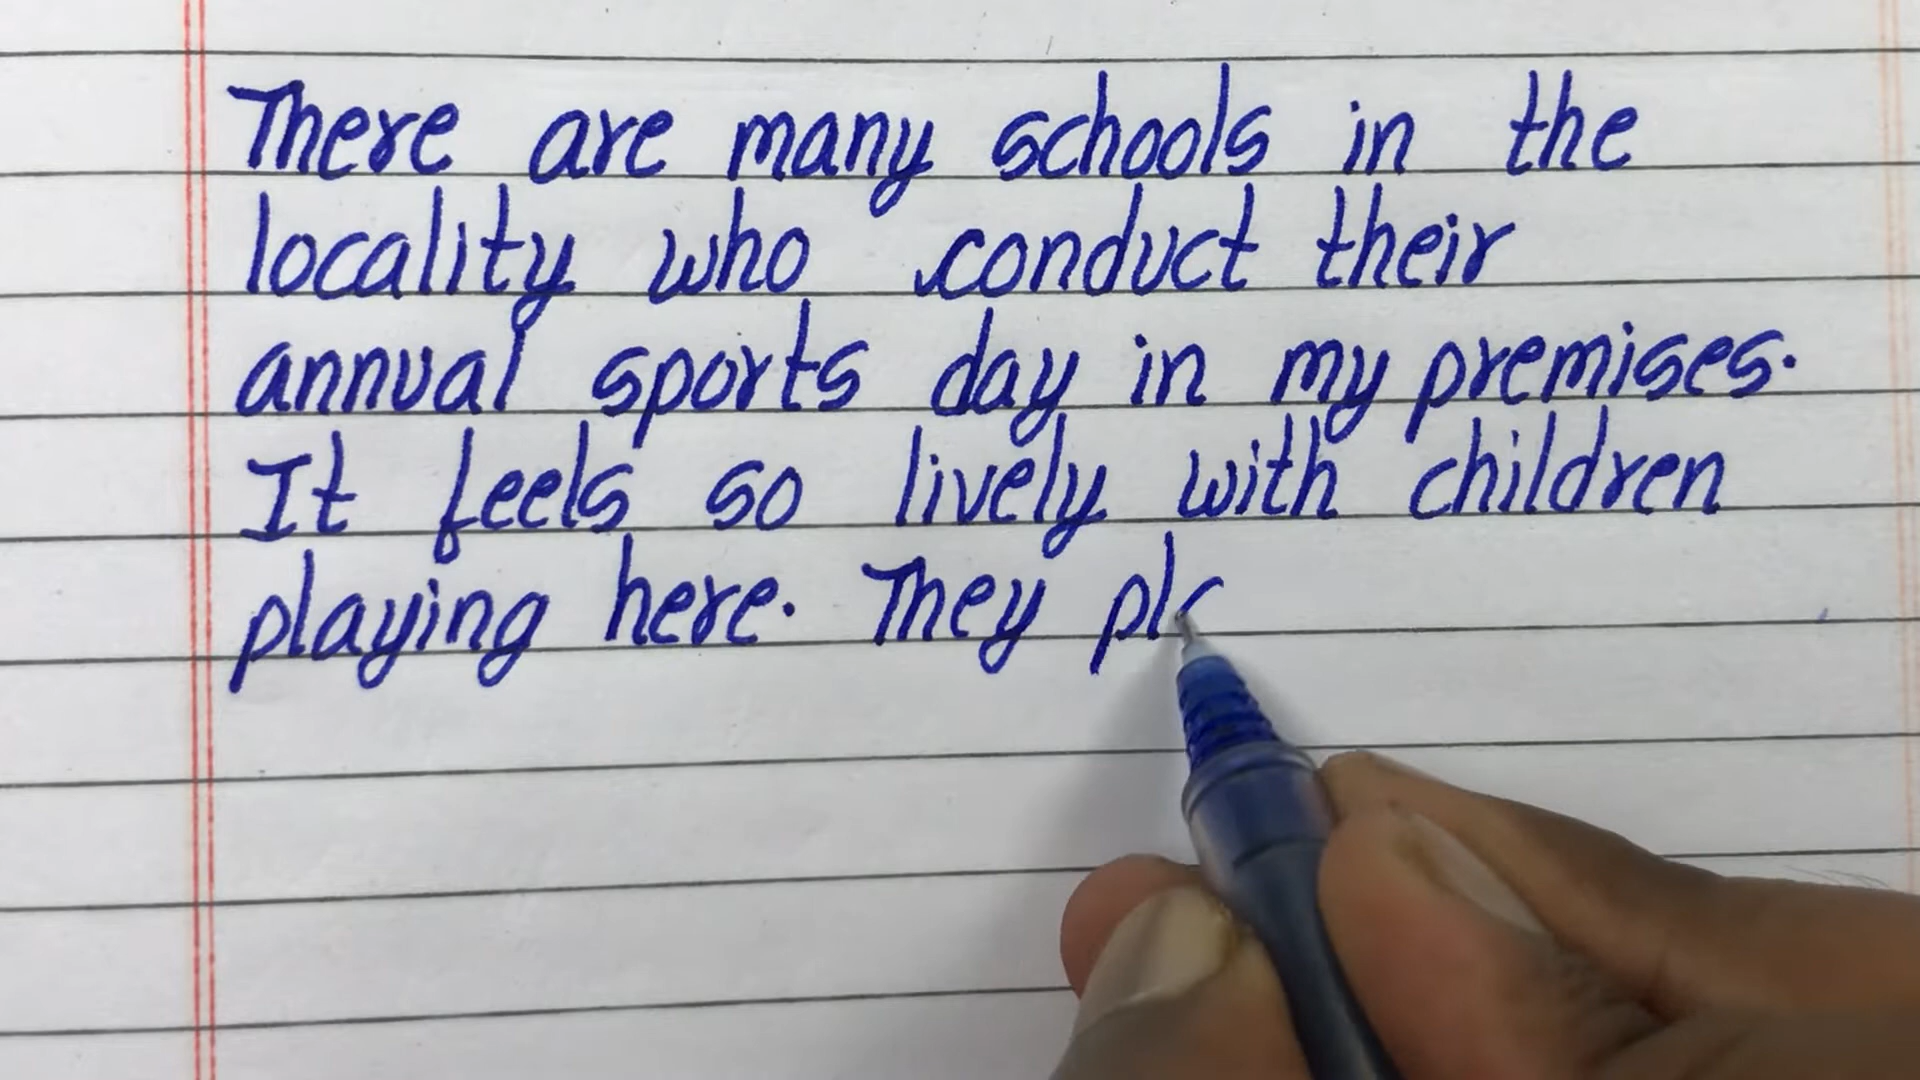 There are many schools in the
locality who conduct their
annual sports day in my premises.
It feels so lively with children
playing here. They